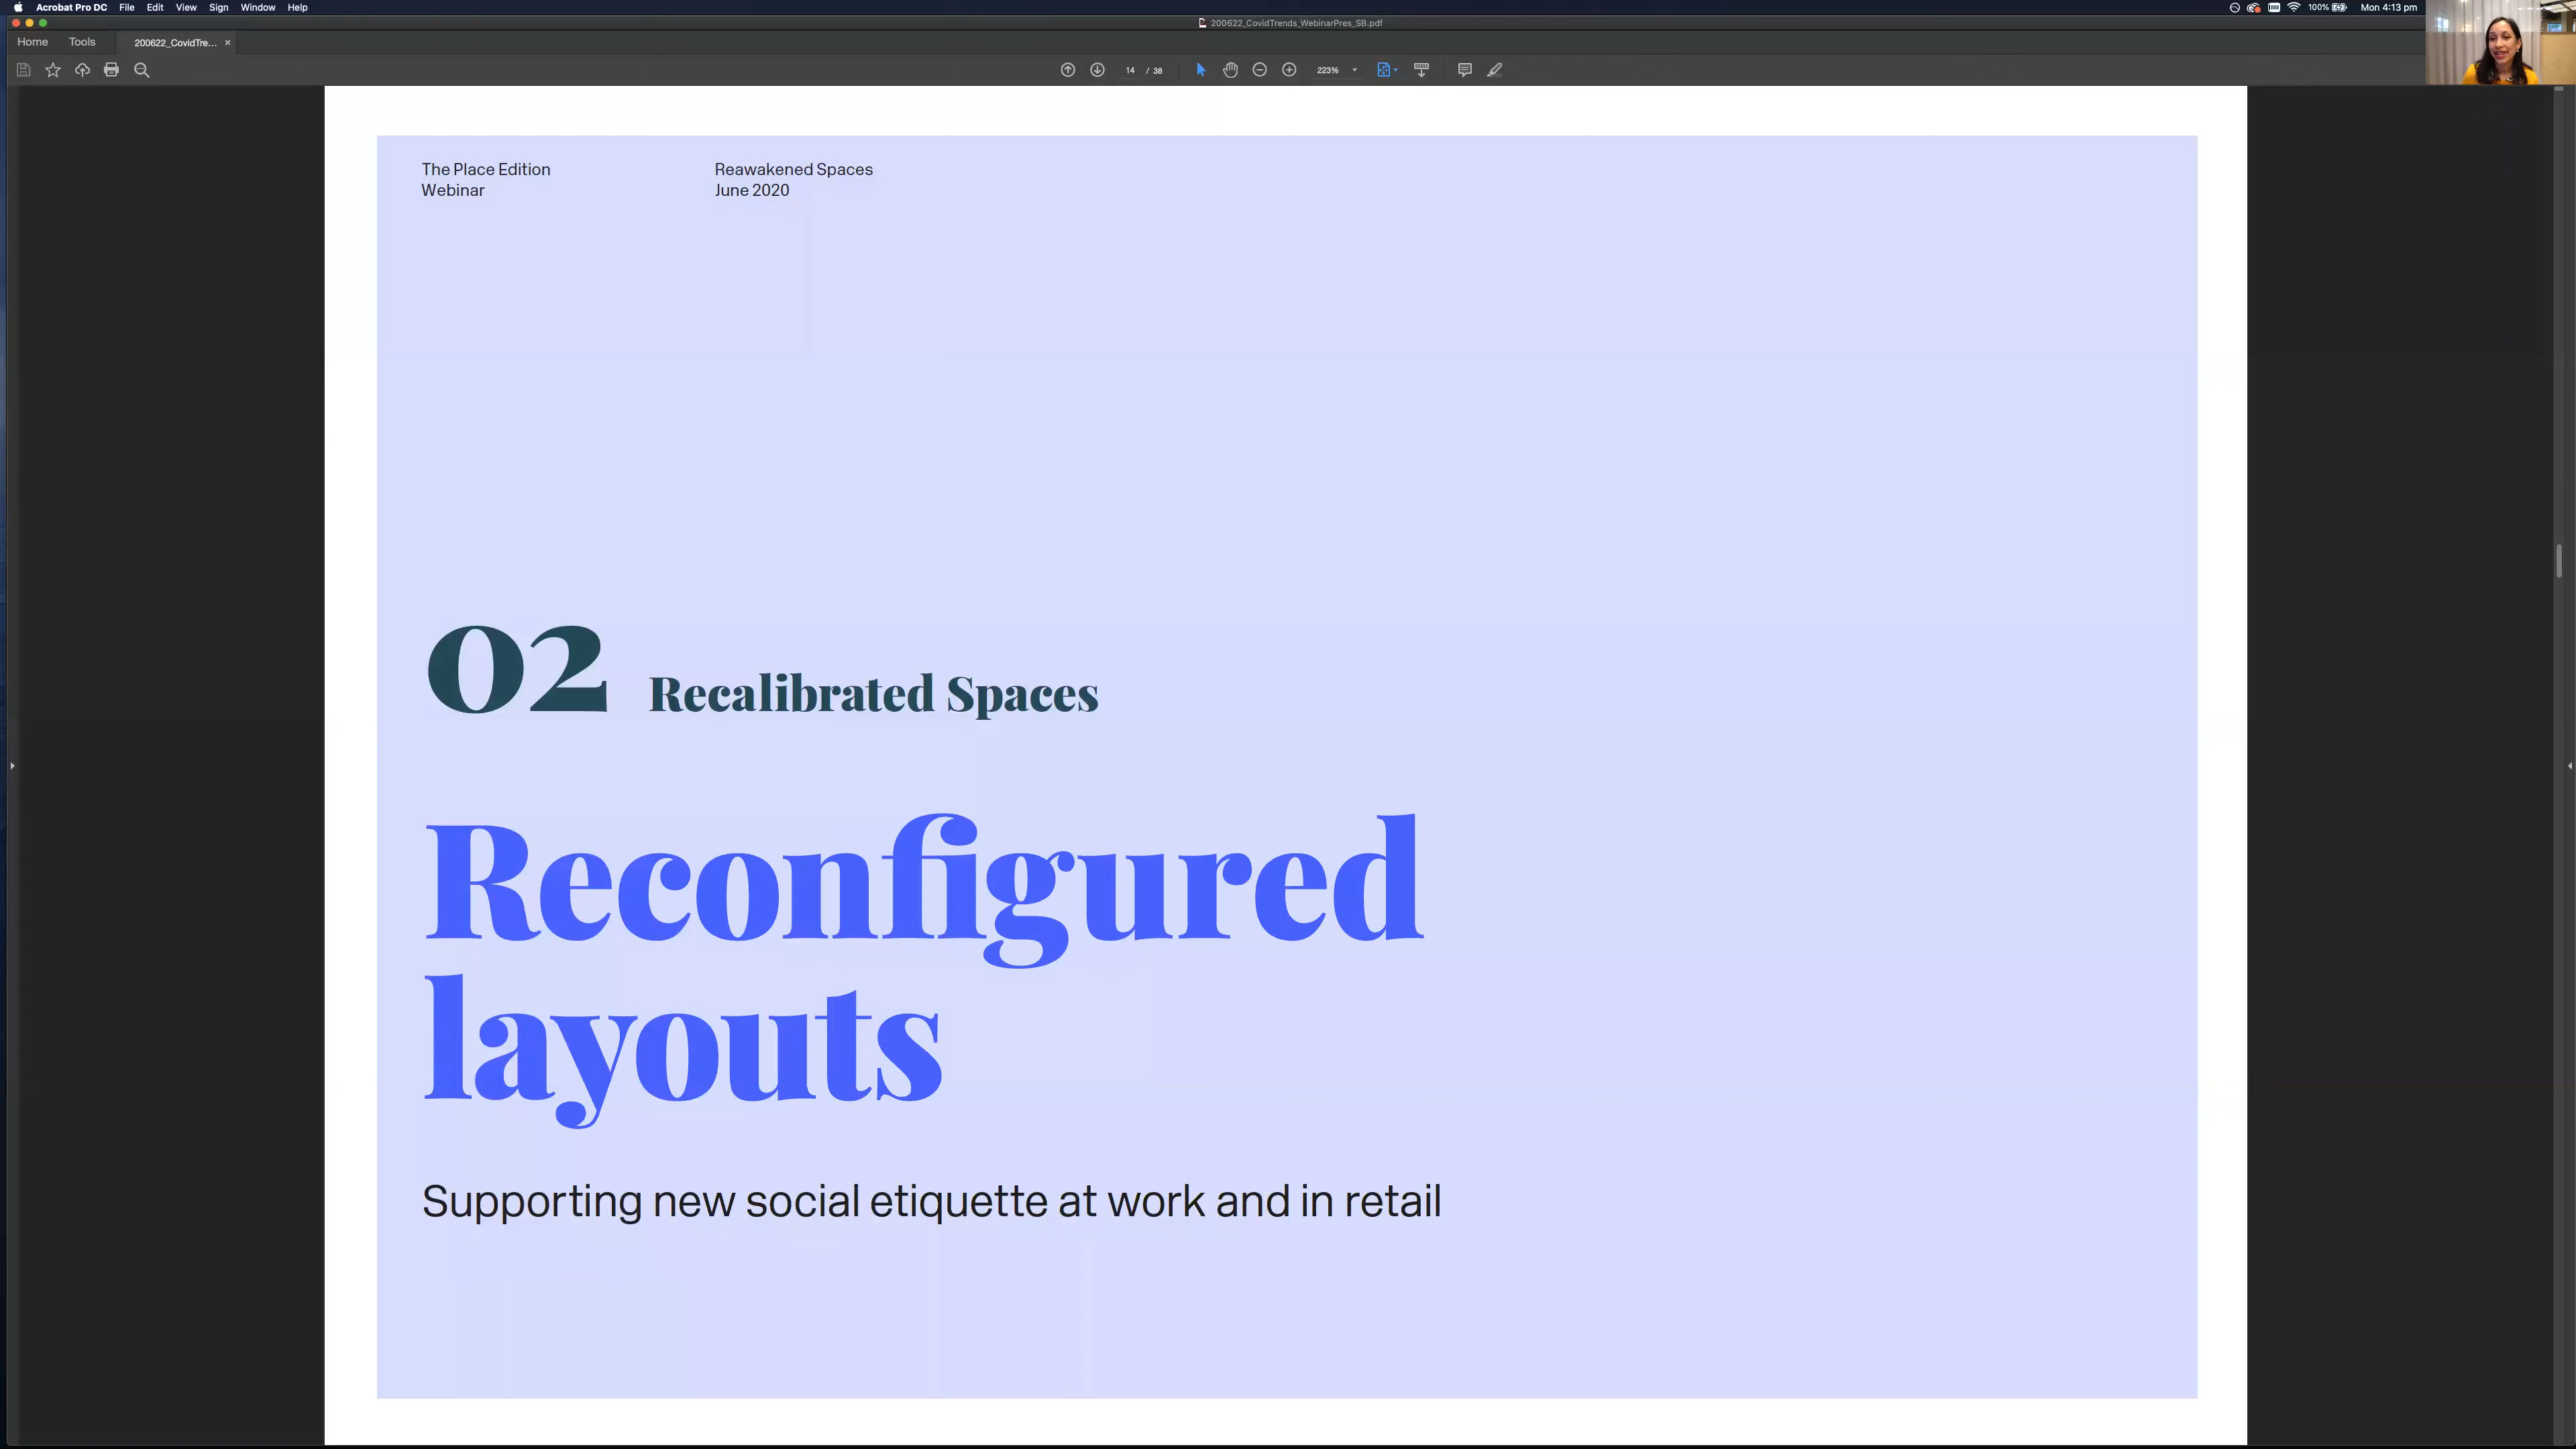 Acrobat Pro DC File Edit View Sign Window Help
100% Mon 4:13 pm
200622_CovidTrends_WebinarPres_SB.pdf
Home Tools 200622_CovidTre... ×
14 / 38 223%
The Place Edition
Webinar
Reawakened Spaces
June 2020
02 Recalibrated Spaces
Reconfigured
layouts
Supporting new social etiquette at work and in retail